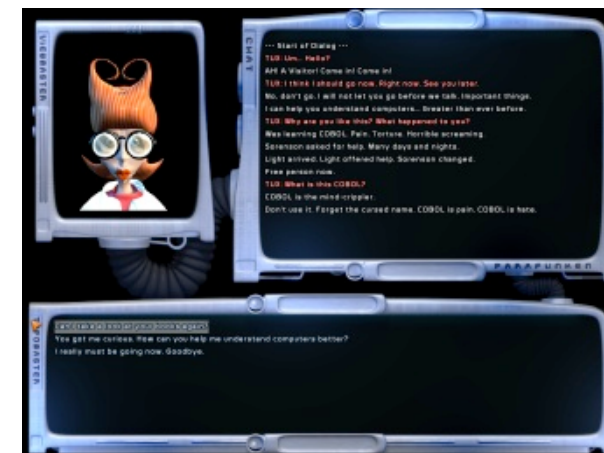 VIEWBASTER
CHAT
--- Start of Dialog ---
TUX: Um.. Hello?
AH! A Visitor! Come in! Come in!
TUX: I think I should go now. Right now. See you later.
No, don't go. I will not let you go before we talk. Important things.
I can help you understand computers... Greater than ever before.
TUX: Why are you like this? What happened to you?
Was learning COBOL. Pain. Torture. Horrible screaming.
Sorenson asked for help. Many days and nights.
Light arrived. Light offered help. Sorenson changed.
Free person now.
TUX: What is this COBOL?
COBOL is the mind-crippler.
Don't use it. Forget the cursed name. COBOL is pain. COBOL is hate.
PARAFUNKEN
You got me curious. How can you help me understand computers better?
I really must be going now. Goodbye.